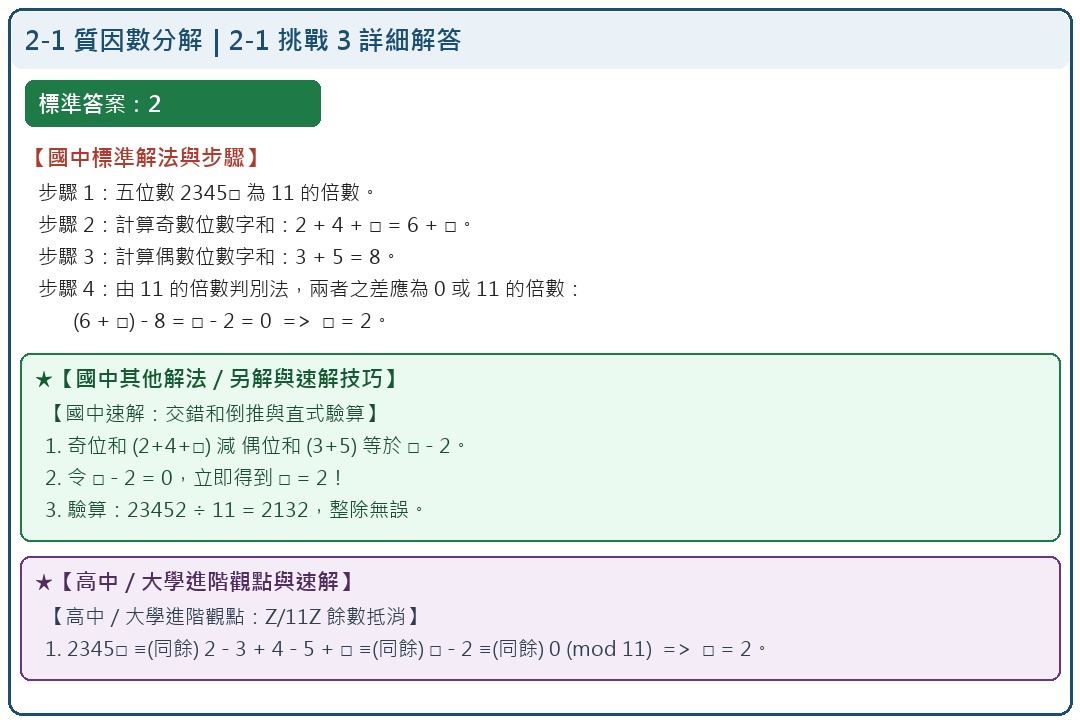 2-1 質因數分解 | 2-1 挑戰 3 詳細解答
標準答案：2
【國中標準解法與步驟】
步驟 1：五位數 2345□ 為 11 的倍數。
步驟 2：計算奇數位數字和：2 + 4 + □ = 6 + □。
步驟 3：計算偶數位數字和：3 + 5 = 8。
步驟 4：由 11 的倍數判別法，兩者之差應為 0 或 11 的倍數：
(6 + □) - 8 = □ - 2 = 0 => □ = 2。
★【國中其他解法 / 另解與速解技巧】
【國中速解：交錯和倒推與直式驗算】
1. 奇位和 (2+4+□) 減 偶位和 (3+5) 等於 □ - 2。
2. 令 □ - 2 = 0，立即得到 □ = 2！
3. 驗算：23452 ÷ 11 = 2132，整除無誤。
★【高中 / 大學進階觀點與速解】
【高中 / 大學進階觀點：Z/11Z 餘數抵消】
1. 2345□ ≡(同餘) 2 - 3 + 4 - 5 + □ ≡(同餘) □ - 2 ≡(同餘) 0 (mod 11) => □ = 2。